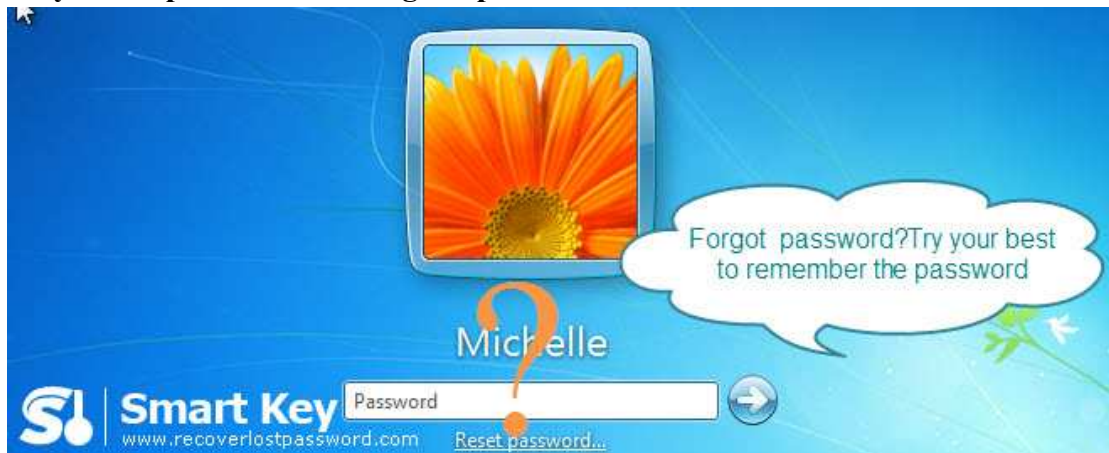 Forgot password?Try your best
to remember the password
Michelle
Password
Smart Key
www.recoverlostpassword.com
Reset password...